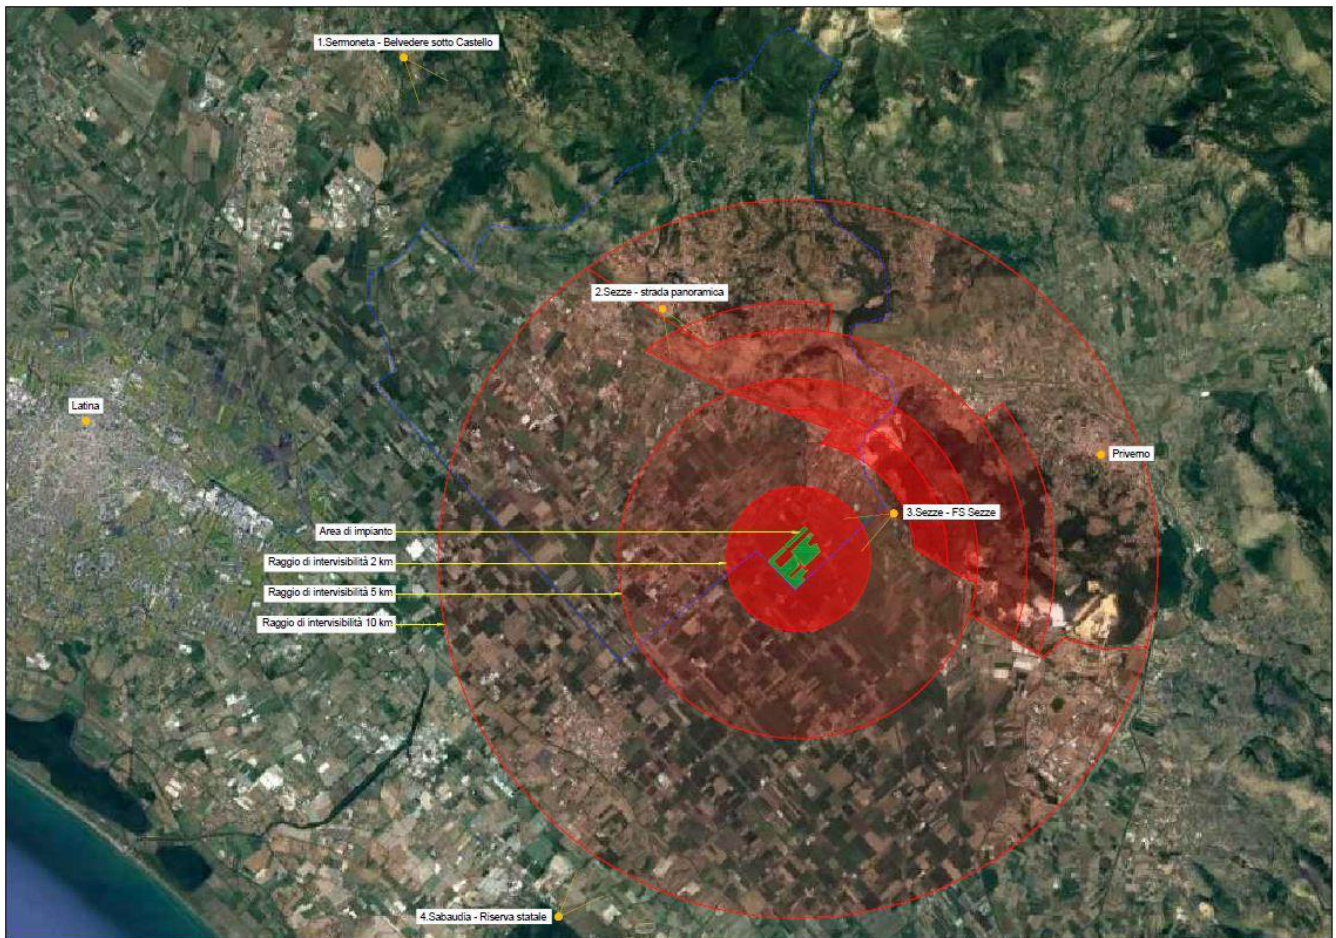 1.Sermoneta - Belvedere sotto Castello
2.Sezze - strada panoramica
Latina
Priverno
3.Sezze - FS Sezze
Area di impianto
Raggio di intervisibilità 2 km
Raggio di intervisibilità 5 km
Raggio di intervisibilità 10 km
4.Sabaudia - Riserva statale